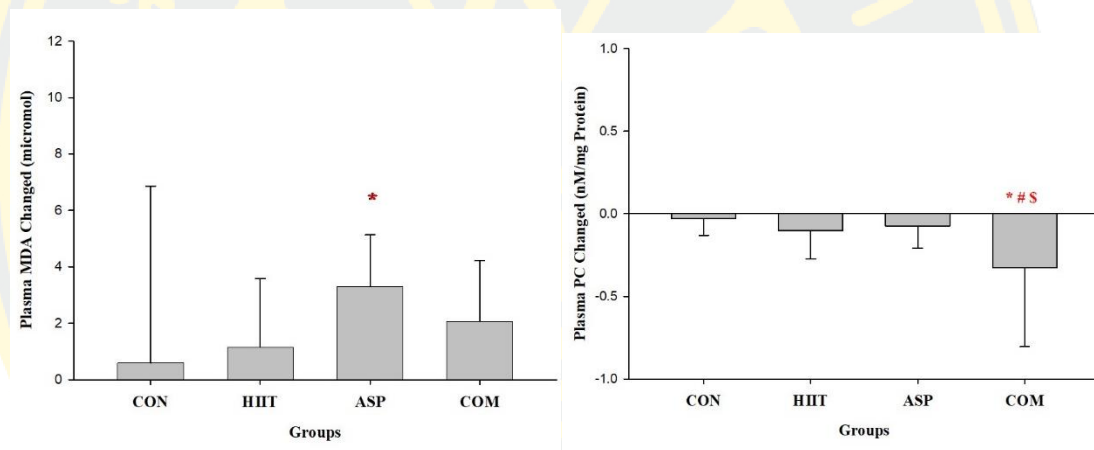 Plasma MDA Changed (micromol)
12
10
8
6
4
2
0
*
CON HIIT ASP COM
Groups
Plasma PC Changed (nM/mg Protein)
1.0
0.5
0.0
-0.5
-1.0
* # $
CON HIIT ASP COM
Groups